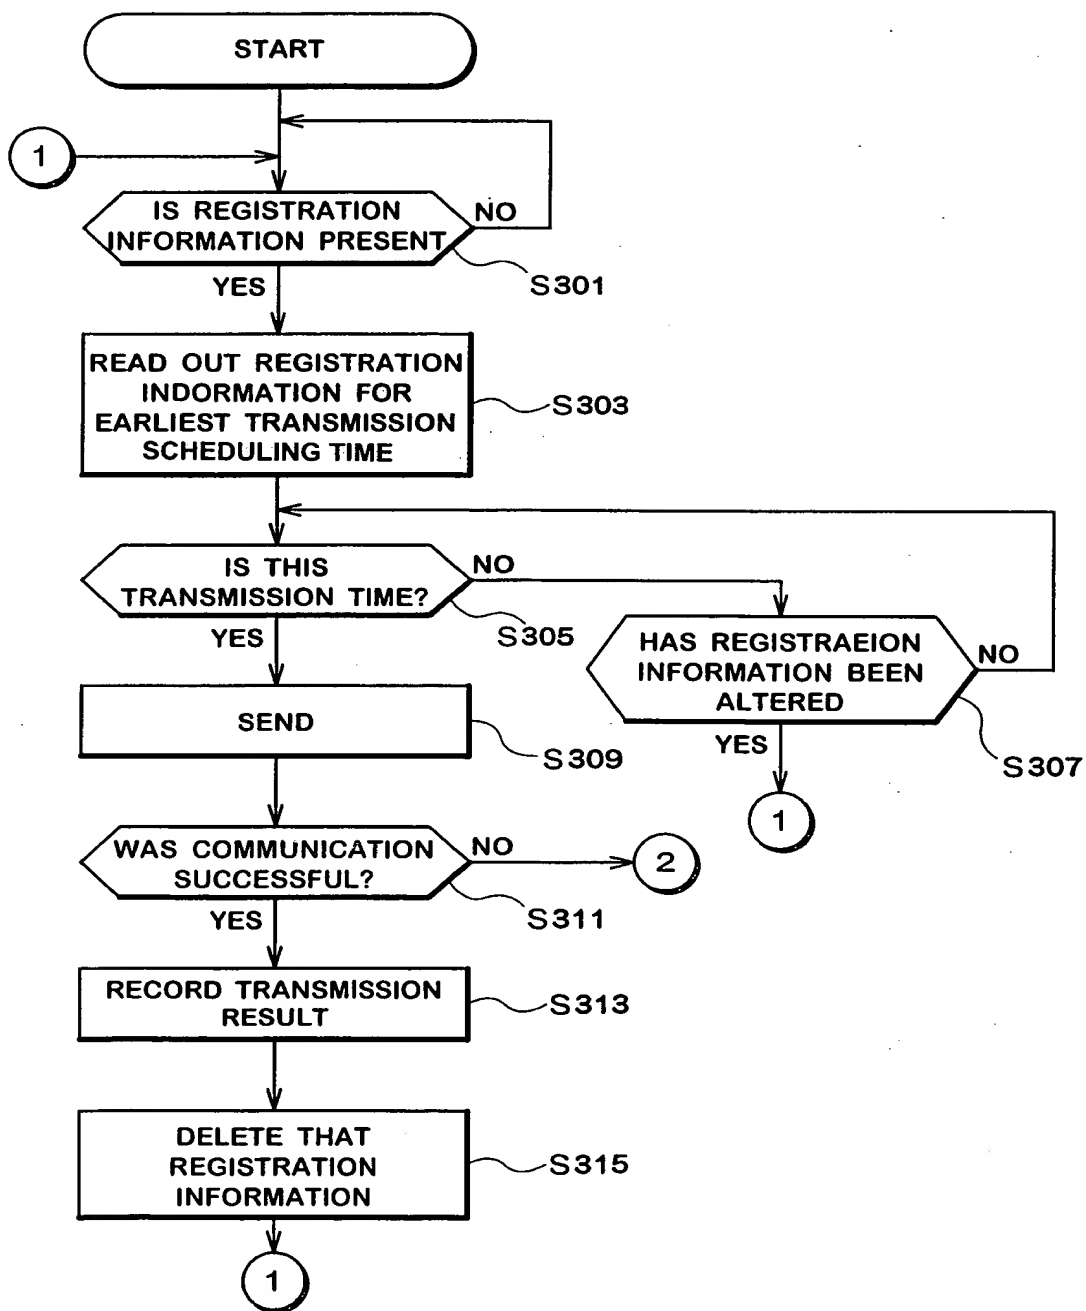 START
1
IS REGISTRATION
INFORMATION PRESENT
NO
S301
YES
READ OUT REGISTRATION
INDORMATION FOR
EARLIEST TRANSMISSION
SCHEDULING TIME
S303
IS THIS
TRANSMISSION TIME?
NO
S305
YES
HAS REGISTRAEION
INFORMATION BEEN
ALTERED
NO
S307
YES
1
SEND
S309
WAS COMMUNICATION
SUCCESSFUL?
NO
2
S311
YES
RECORD TRANSMISSION
RESULT
S313
DELETE THAT
REGISTRATION
INFORMATION
S315
1